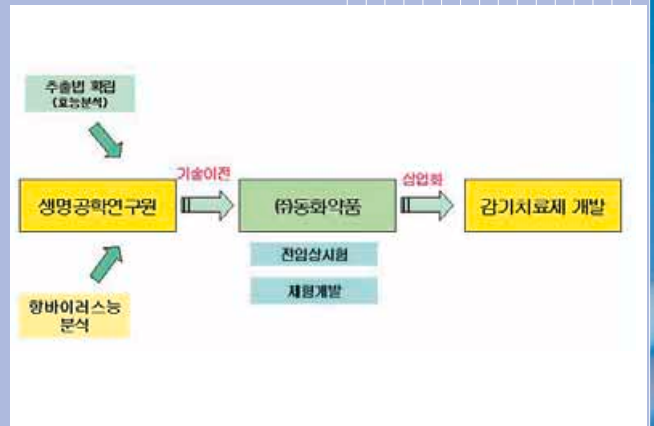 추출법 확립
(효능분석)
기술이전
상업화
생명공학연구원
㈜동화약품
감기치료제 개발
전임상시험
제형개발
항바이러스능
분석